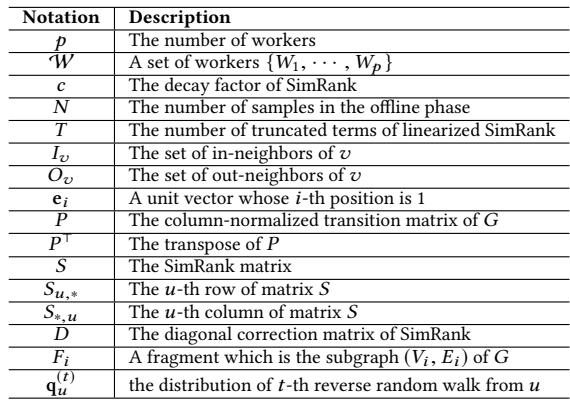 Notation Description
p The number of workers
𝒲 A set of workers {W₁, ⋯ , Wₚ}
c The decay factor of SimRank
N The number of samples in the offline phase
T The number of truncated terms of linearized SimRank
Iᵥ The set of in-neighbors of v
Oᵥ The set of out-neighbors of v
𝐞ᵢ A unit vector whose i-th position is 1
P The column-normalized transition matrix of G
P^⊤ The transpose of P
S The SimRank matrix
S_{u,*} The u-th row of matrix S
S_{*,u} The u-th column of matrix S
D The diagonal correction matrix of SimRank
Fᵢ A fragment which is the subgraph (Vᵢ, Eᵢ) of G
𝐪_u^{(t)} the distribution of t-th reverse random walk from u